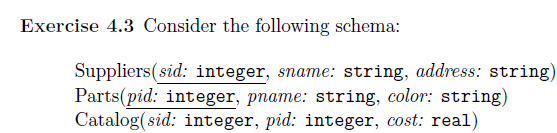 Exercise 4.3 Consider the following schema:
Suppliers(sid: integer, sname: string, address: string)
Parts(pid: integer, pname: string, color: string)
Catalog(sid: integer, pid: integer, cost: real)